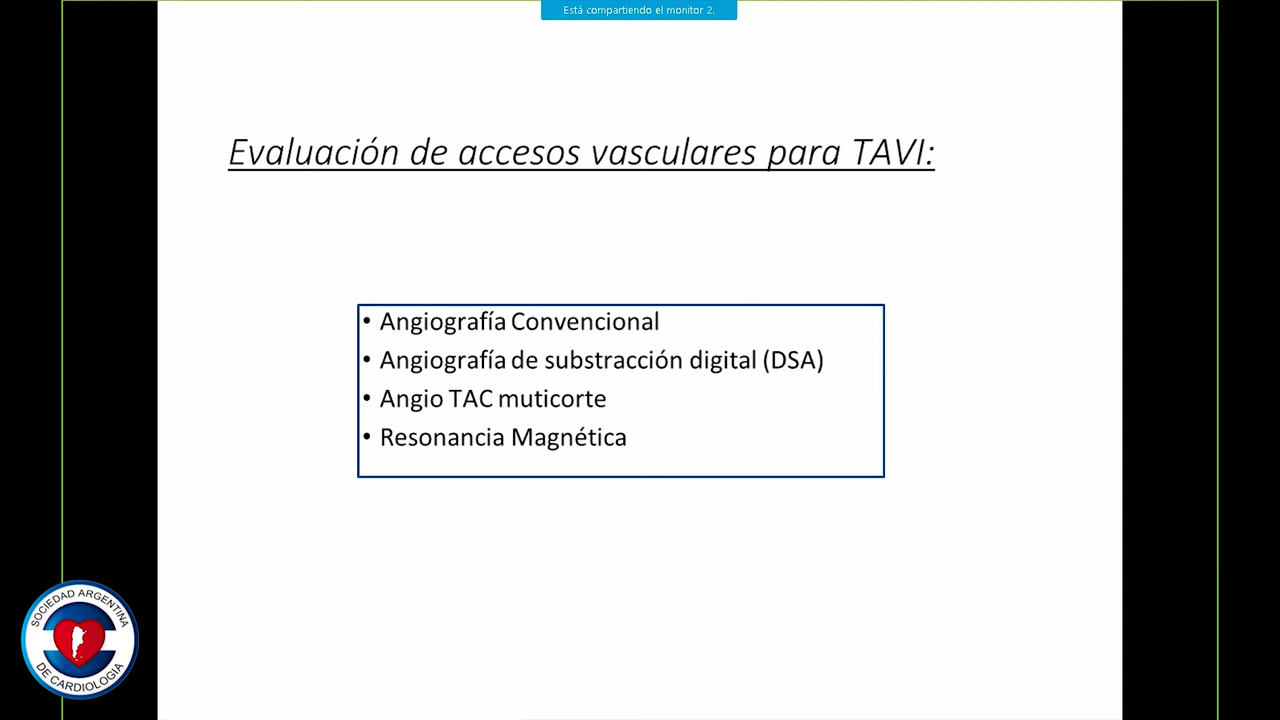 Está compartiendo el monitor 2.
Evaluación de accesos vasculares para TAVI:
• Angiografía Convencional
• Angiografía de substracción digital (DSA)
• Angio TAC muticorte
• Resonancia Magnética
SOCIEDAD ARGENTINA
DE CARDIOLOGIA